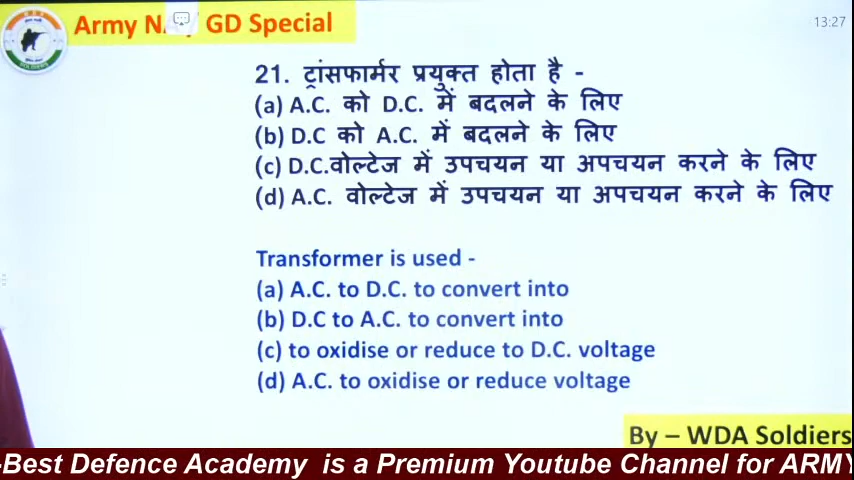 Army NA GD Special
13:27
21. ट्रांसफार्मर प्रयुक्त होता है -
(a) A.C. को D.C. में बदलने के लिए
(b) D.C को A.C. में बदलने के लिए
(c) D.C.वोल्टेज में उपचयन या अपचयन करने के लिए
(d) A.C. वोल्टेज में उपचयन या अपचयन करने के लिए
Transformer is used -
(a) A.C. to D.C. to convert into
(b) D.C to A.C. to convert into
(c) to oxidise or reduce to D.C. voltage
(d) A.C. to oxidise or reduce voltage
By – WDA Soldiers
-Best Defence Academy is a Premium Youtube Channel for ARMY